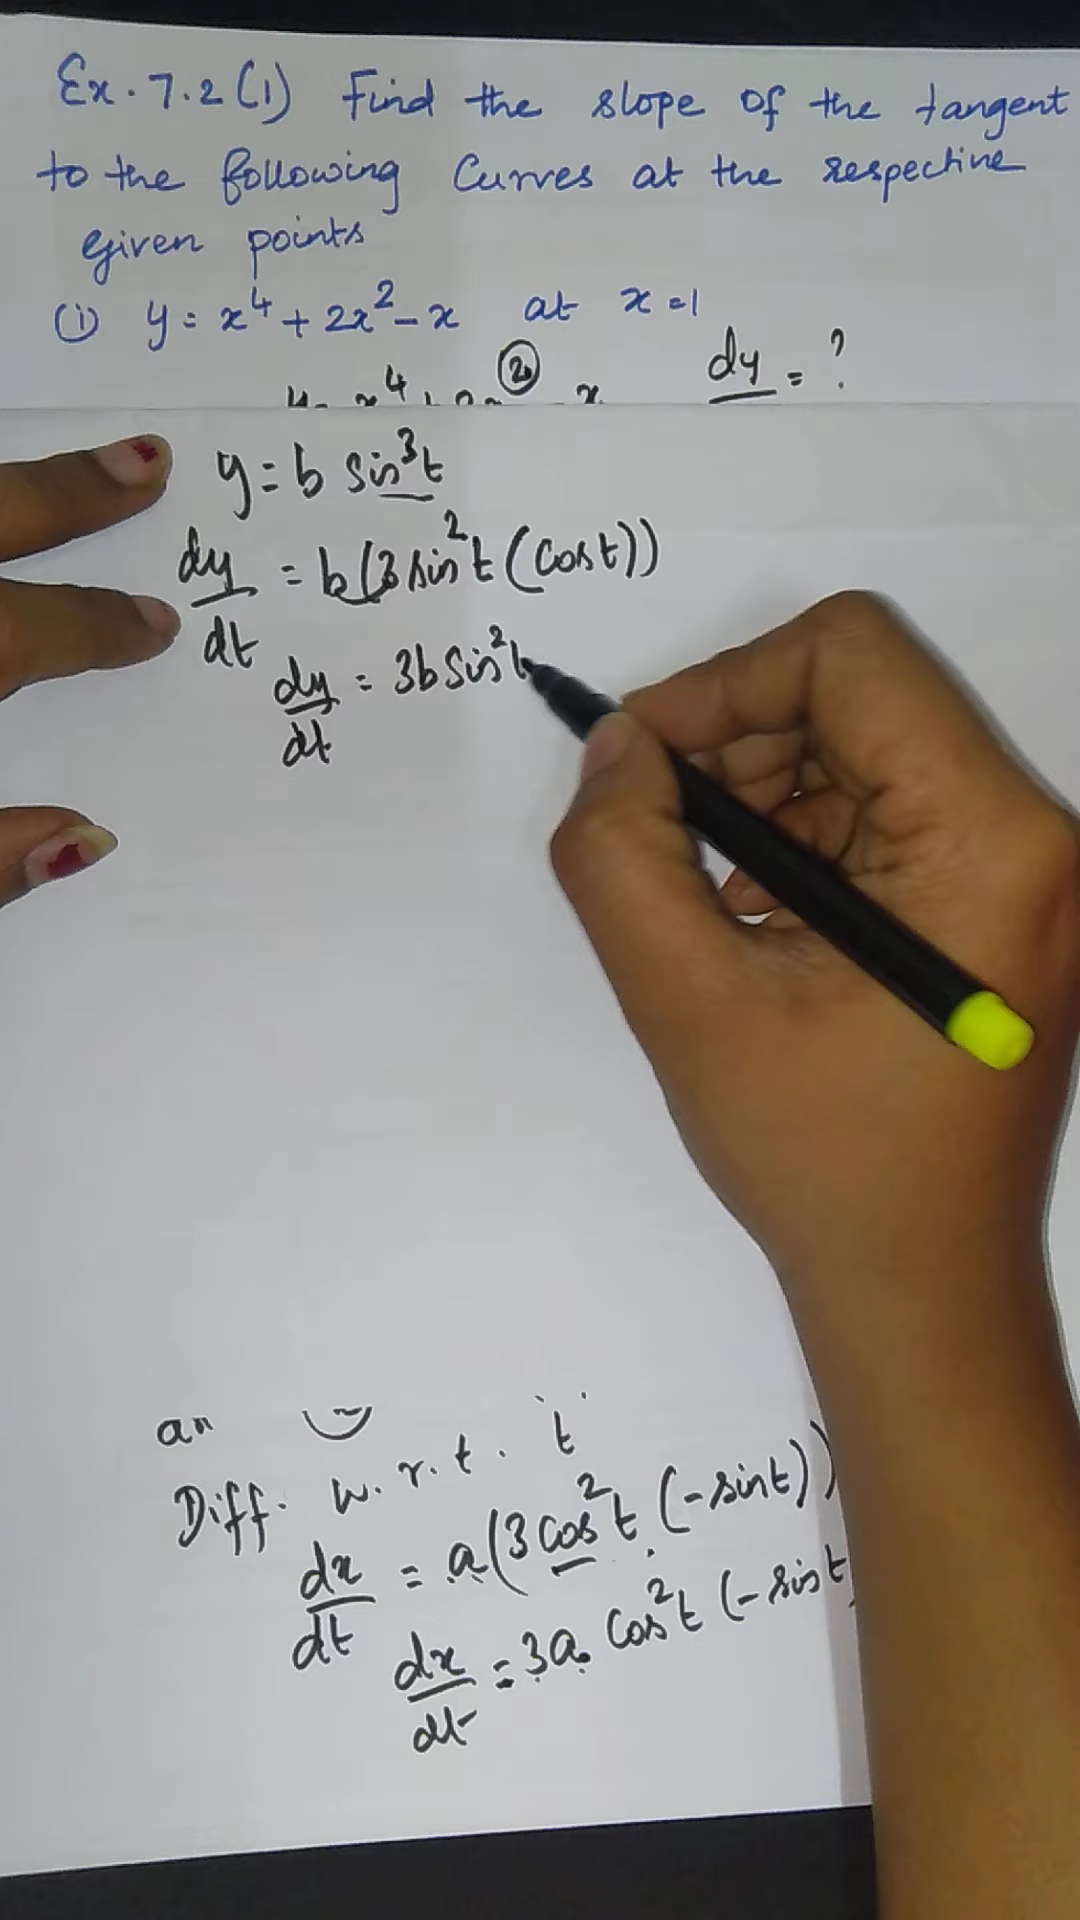 Ex. 7.2 (1) Find the slope of the tangent
to the following curves at the respective
given points
(i) y = x⁴ + 2x² - x at x = 1
dy = ?
y = b sin³t
dy/dt = b(3 sin²t (cos t))
dy/dt = 3b sin²t
Diff. w.r.t. 't'
dx/dt = a(3 cos²t (-sin t))
dx/dt = 3a cos²t (-sin t